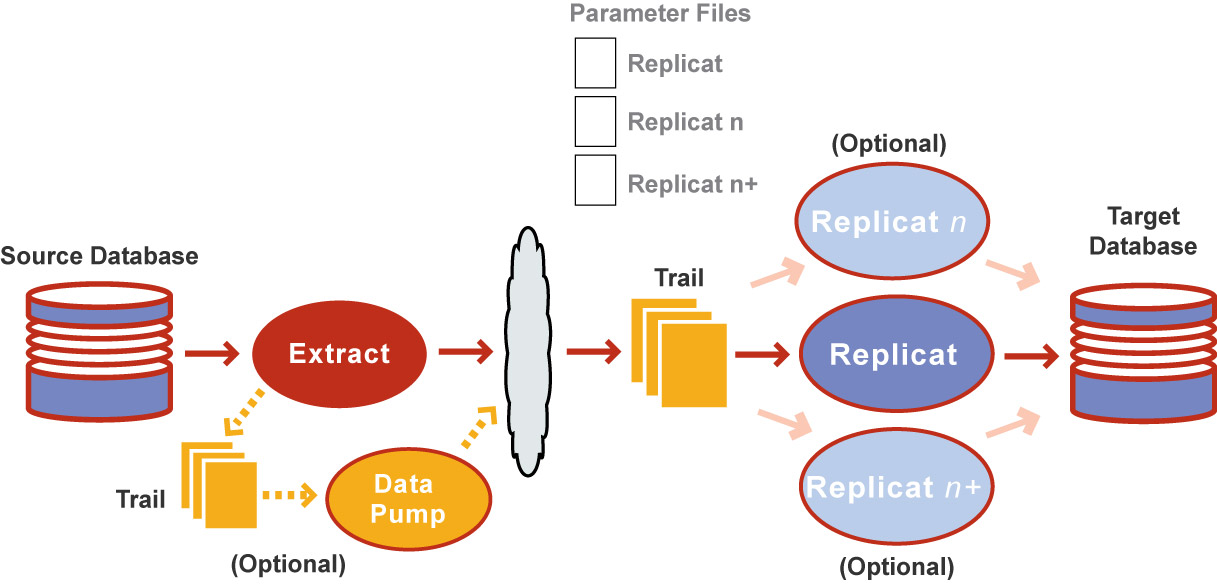 Parameter Files
Replicat
Replicat n
Replicat n+
(Optional)
Replicat n
Target
Database
Source Database
Trail
Extract
Replicat
Data
Pump
Trail
(Optional)
Replicat n+
(Optional)